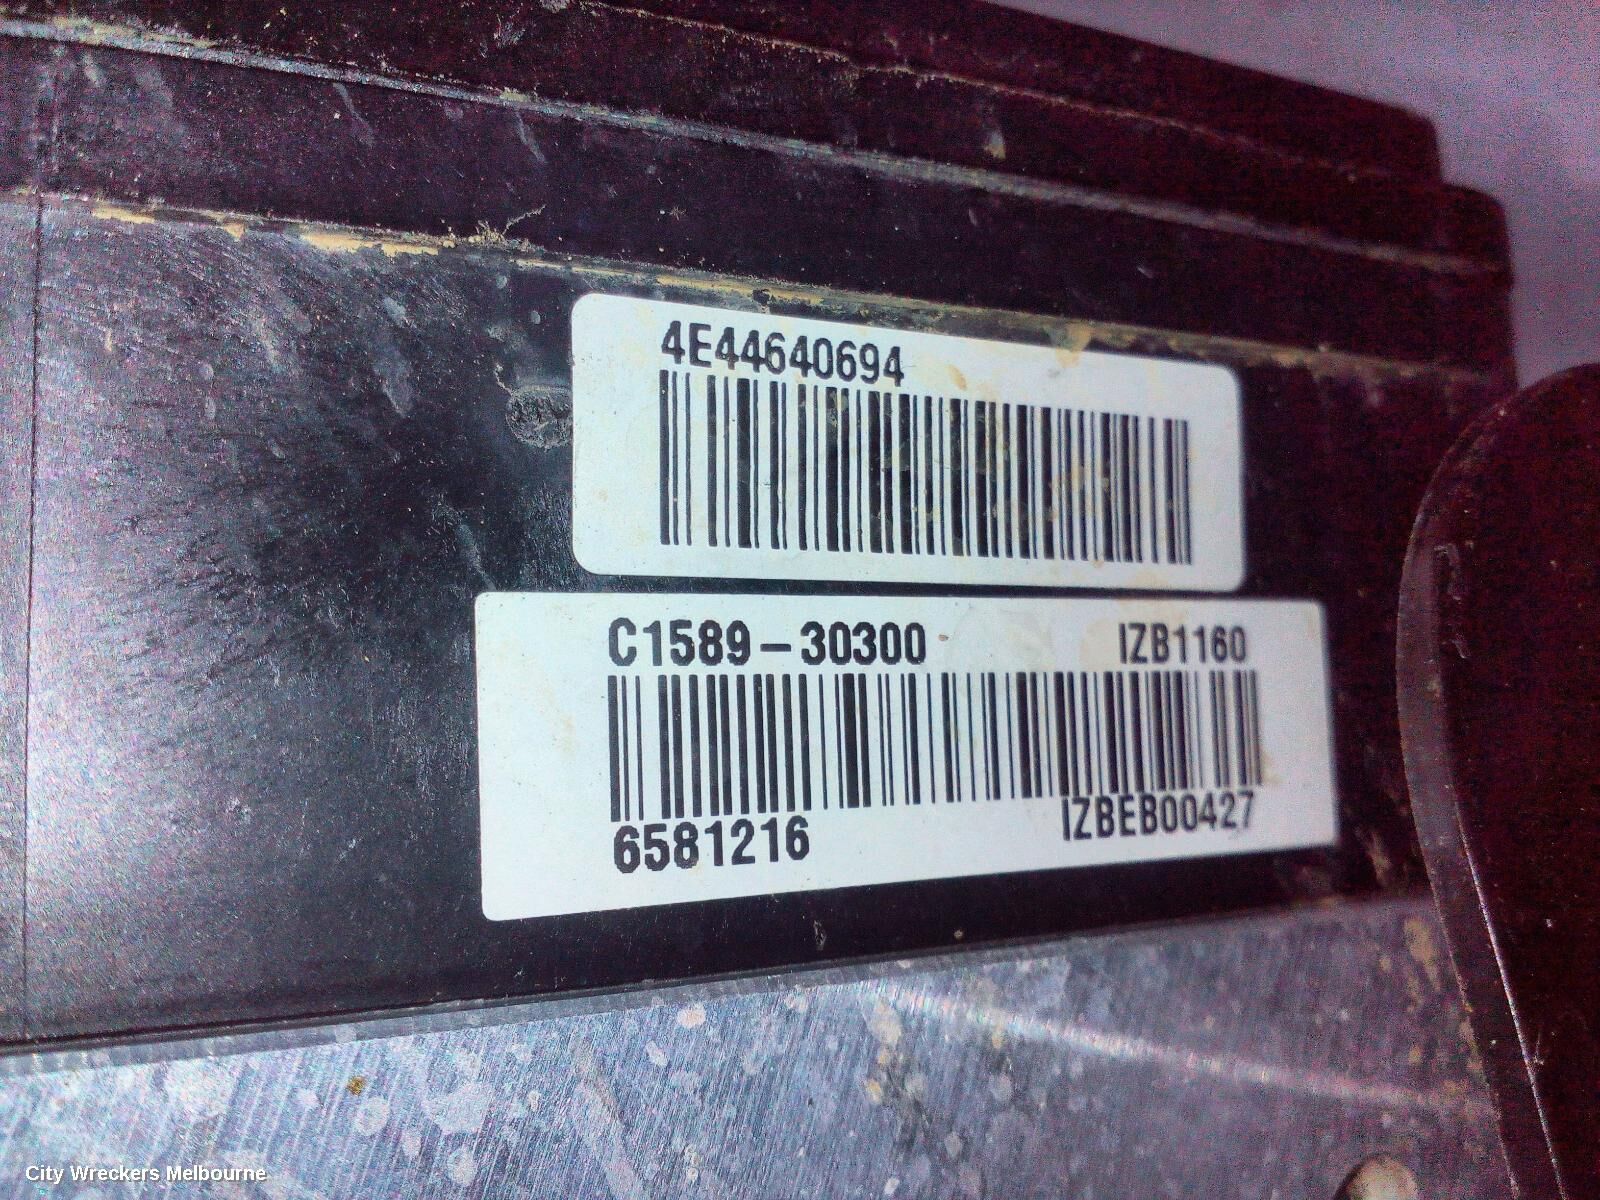 4E44640694
C1589-30300 IZB1160
6581216 IZBEB00427
City Wreckers Melbourne